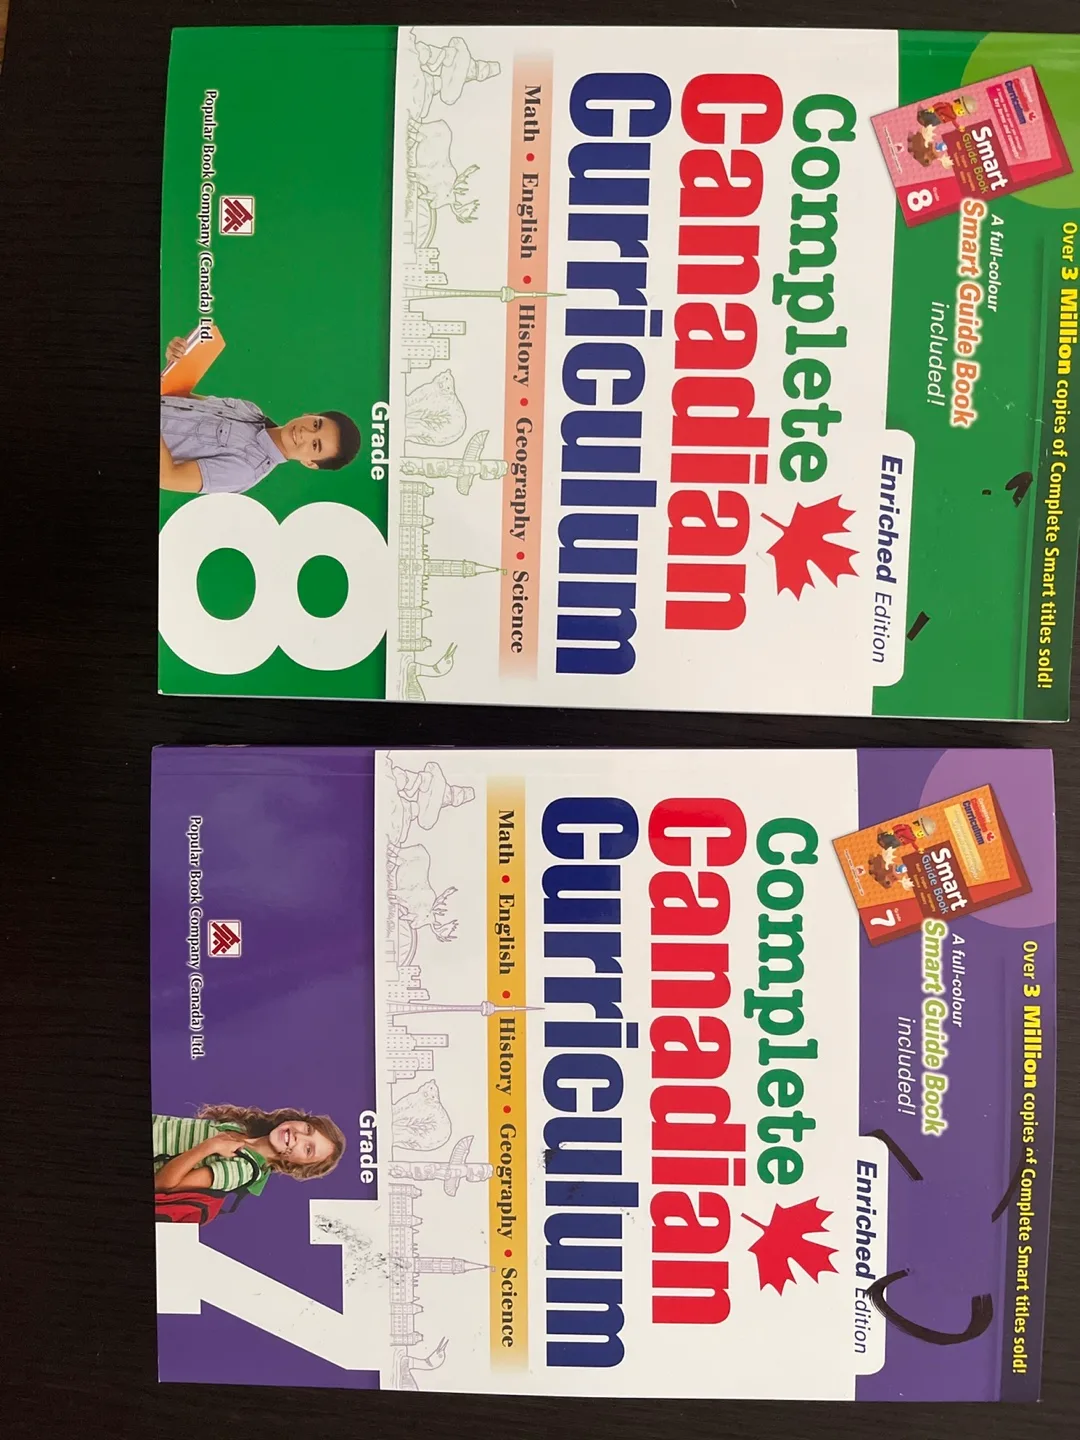 Over 3 Million copies of Complete Smart titles sold!
Smart
Guide Book
Grade
8
A full-colour
Smart Guide Book
included!
Enriched Edition
Complete
Canadian
Curriculum
Math • English • History • Geography • Science
Grade
8
Popular Book Company (Canada) Ltd.
Over 3 Million copies of Complete Smart titles sold!
Curriculum
Smart
Guide Book
Grade
7
A full-colour
Smart Guide Book
included!
Enriched Edition
Complete
Canadian
Curriculum
Math • English • History • Geography • Science
Grade
7
Popular Book Company (Canada) Ltd.